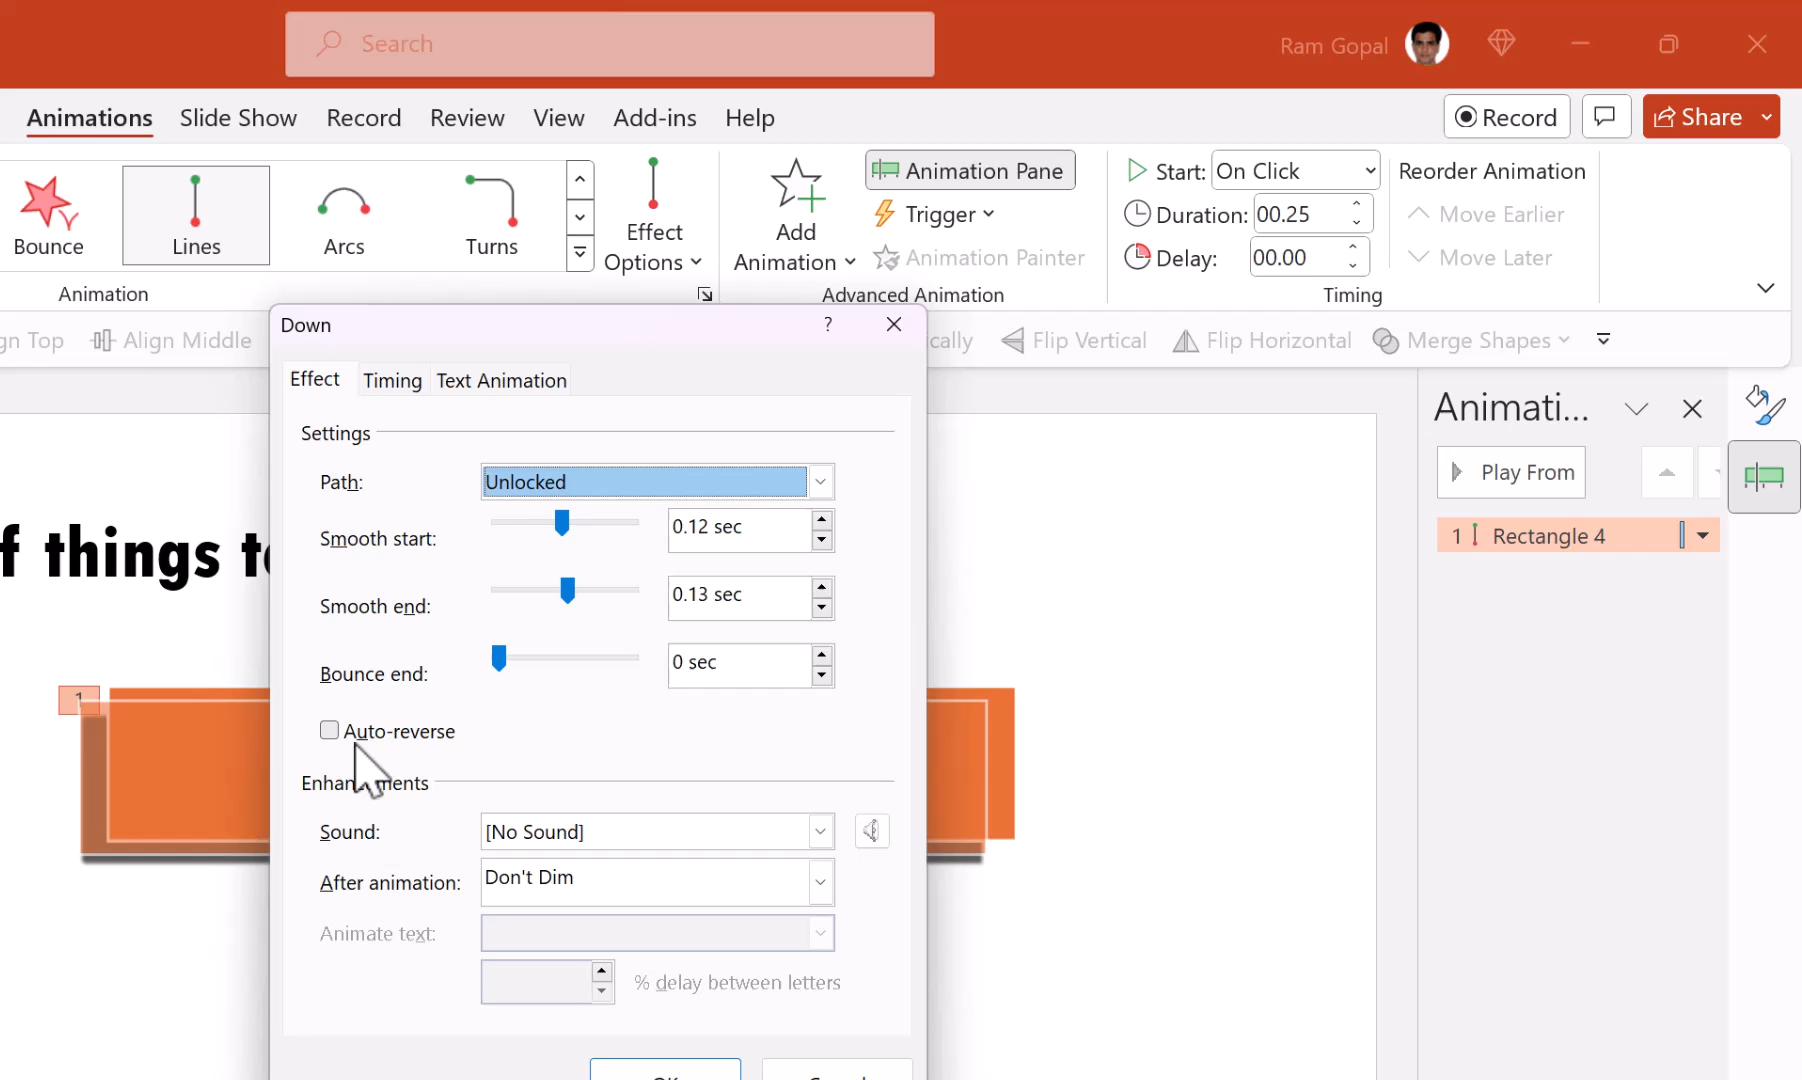 Search
Ram Gopal
Animations Slide Show Record Review View Add-ins Help
Record
Share
Bounce
Lines
Arcs
Turns
Effect
Options
Add
Animation
Animation Pane
Trigger
Animation Painter
Start: On Click
Duration: 00.25
Delay: 00.00
Reorder Animation
Move Earlier
Move Later
Animation
Advanced Animation
Timing
gn Top Align Middle
cally Flip Vertical Flip Horizontal Merge Shapes
Down ?
Effect Timing Text Animation
Settings
Path: Unlocked
Smooth start: 0.12 sec
Smooth end: 0.13 sec
Bounce end: 0 sec
Auto-reverse
Sound: [No Sound]
After animation: Don't Dim
Animate text:
% delay between letters
f things t
1
Animati...
Play From
1 Rectangle 4